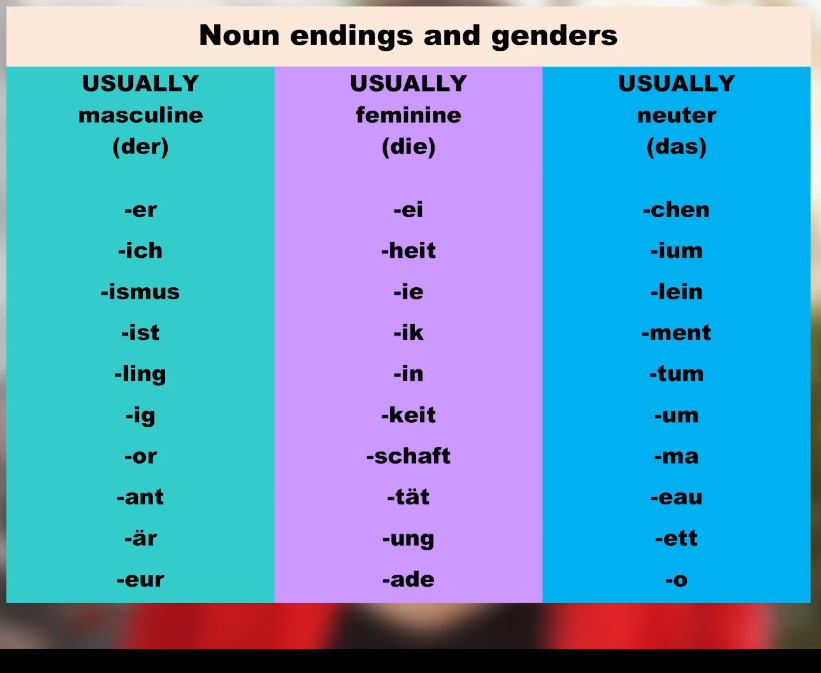 Noun endings and genders
USUALLY
masculine
(der)
-er
-ich
-ismus
-ist
-ling
-ig
-or
-ant
-är
-eur
USUALLY
feminine
(die)
-ei
-heit
-ie
-ik
-in
-keit
-schaft
-tät
-ung
-ade
USUALLY
neuter
(das)
-chen
-ium
-lein
-ment
-tum
-um
-ma
-eau
-ett
-o